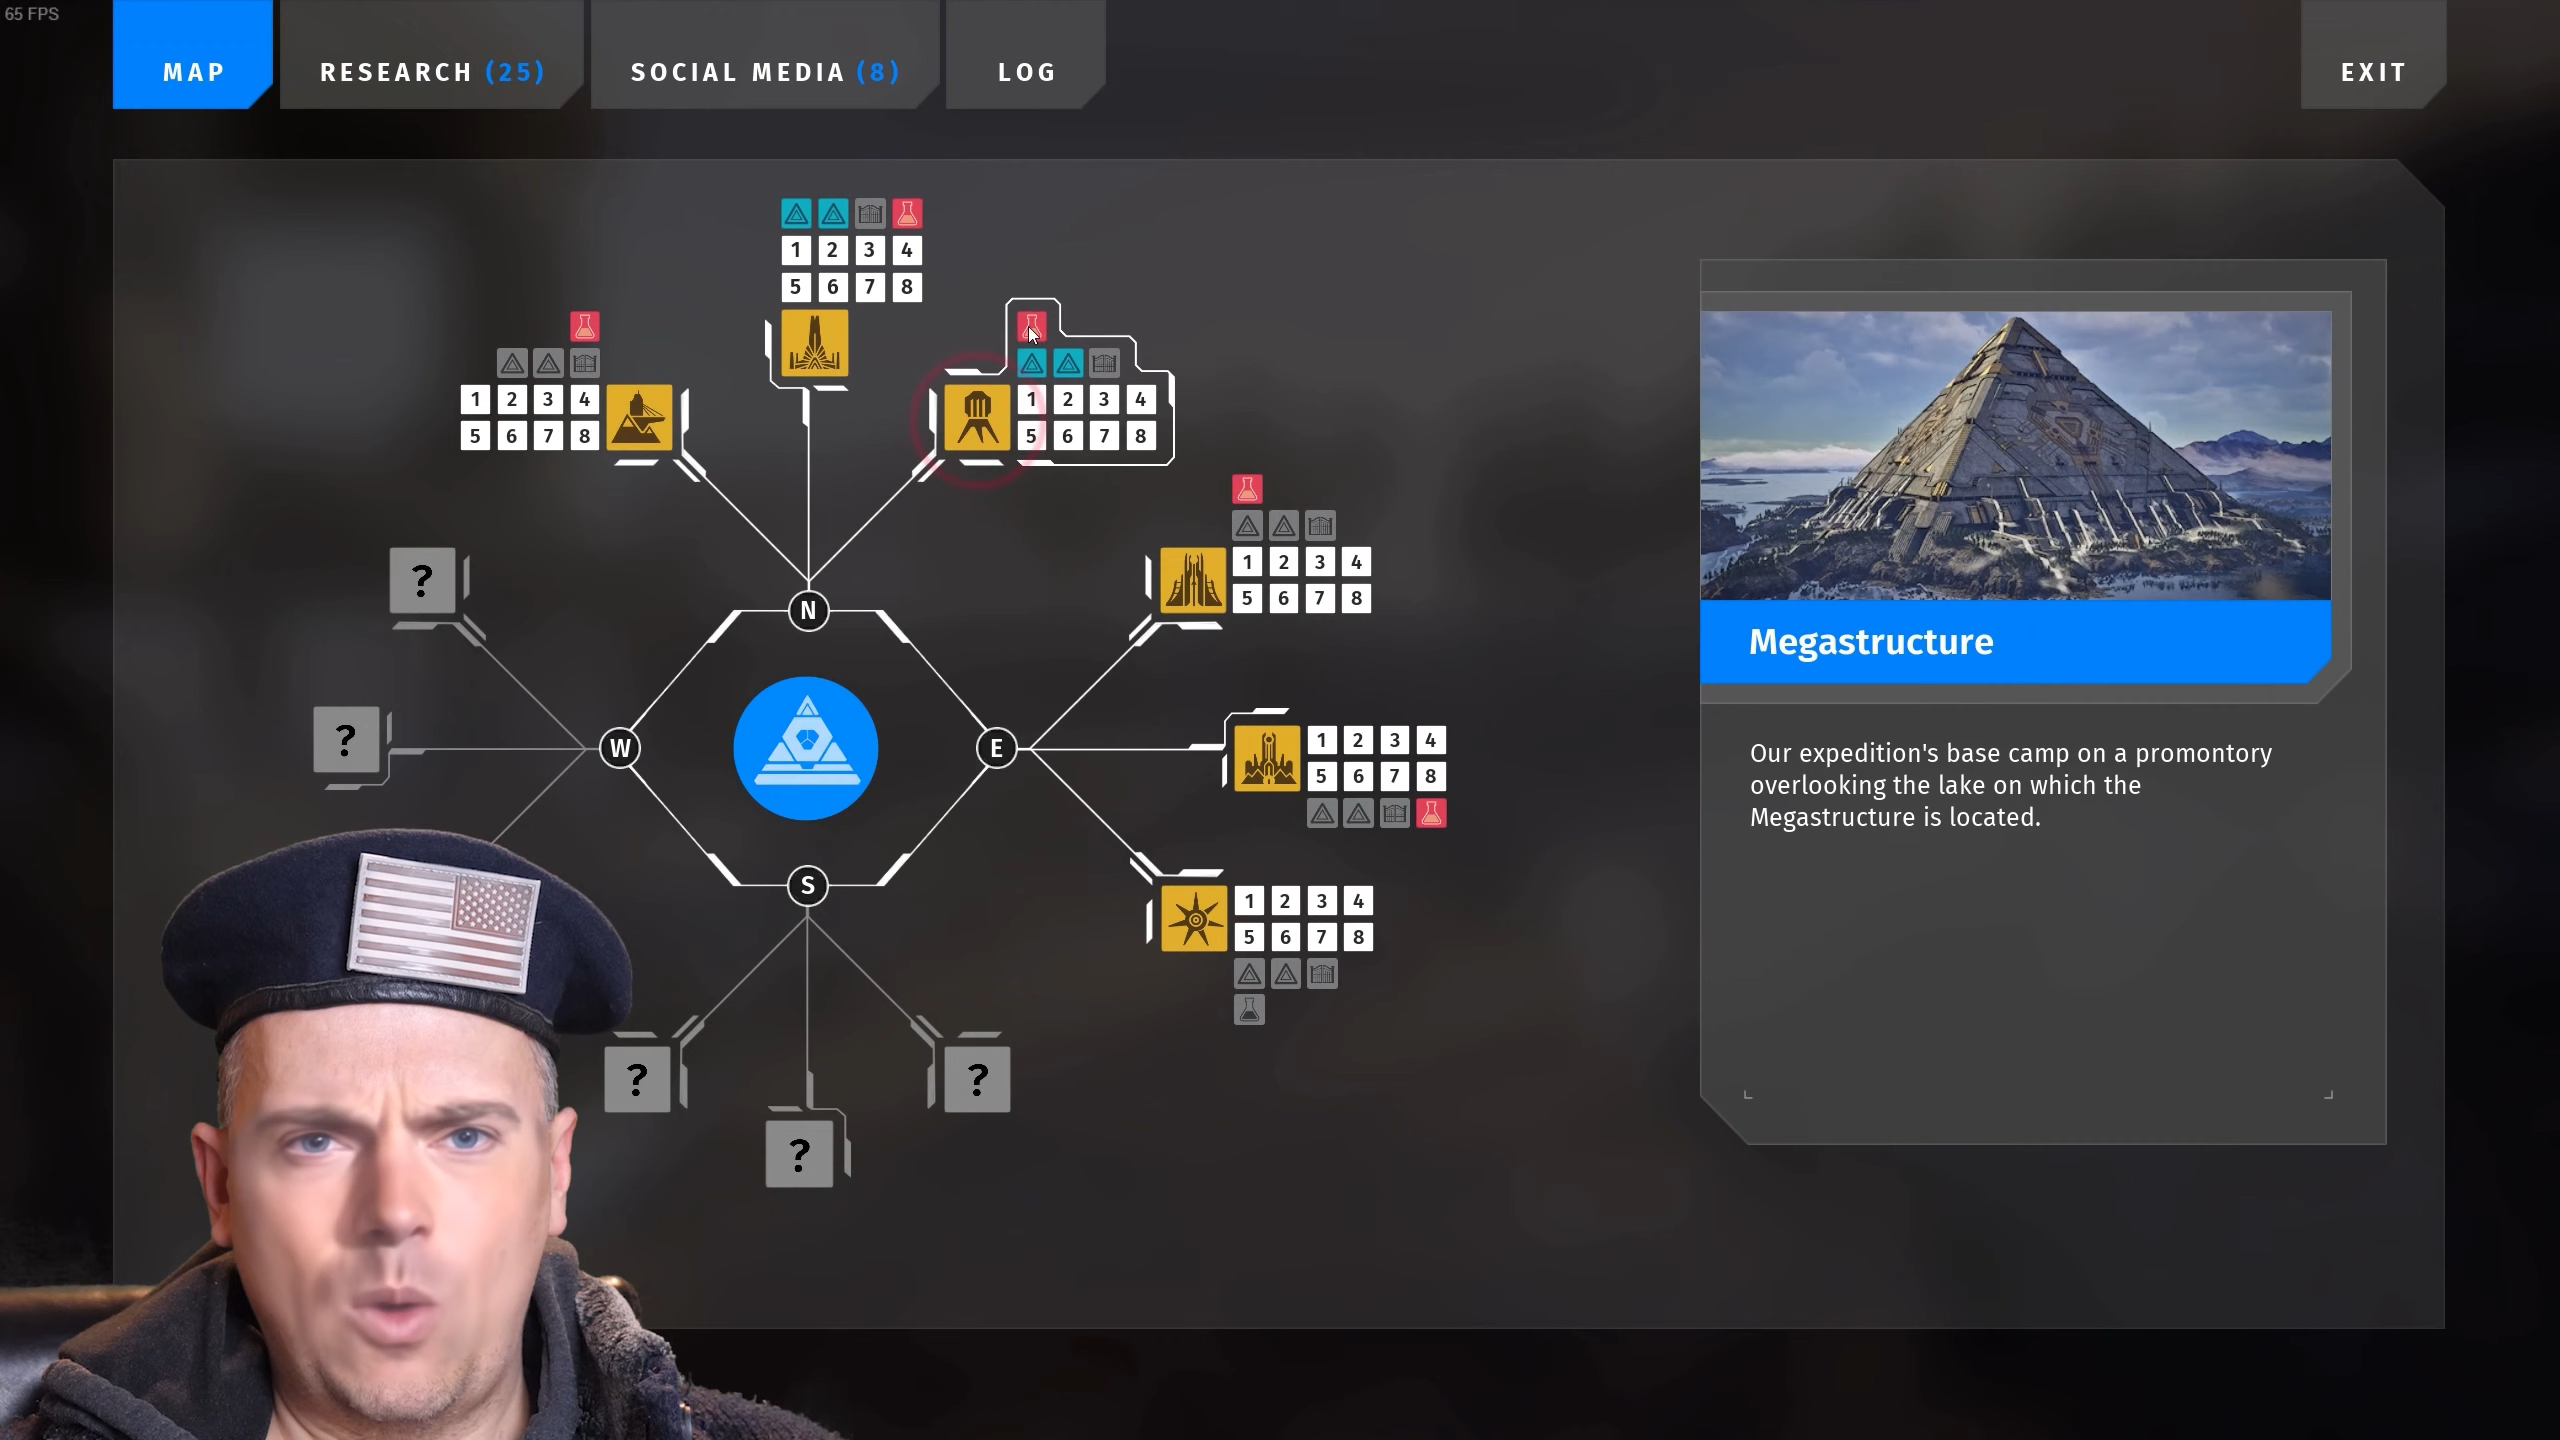 65 FPS
MAP
RESEARCH (25)
SOCIAL MEDIA (8)
LOG
EXIT
1 2 3 4
5 6 7 8
1 2 3 4
5 6 7 8
1 2 3 4
5 6 7 8
1 2 3 4
5 6 7 8
?
N
?
W
E
1 2 3 4
5 6 7 8
S
1 2 3 4
5 6 7 8
?
?
?
Megastructure
Our expedition's base camp on a promontory
overlooking the lake on which the
Megastructure is located.